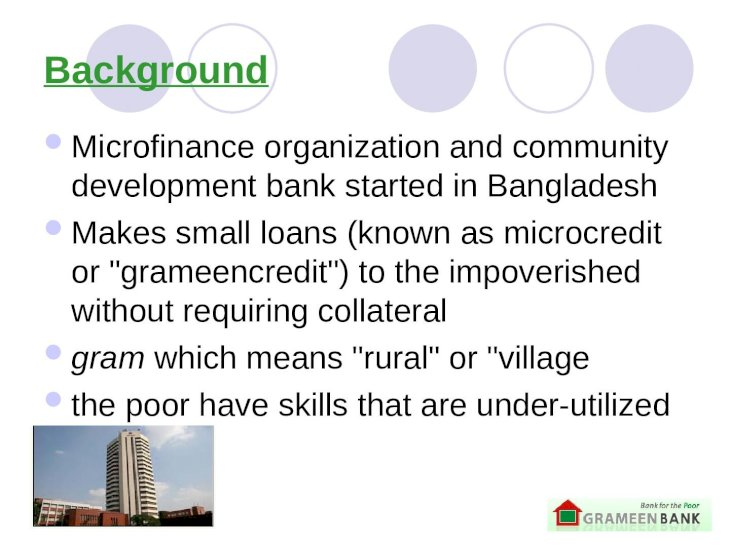 Background
Microfinance organization and community
development bank started in Bangladesh
Makes small loans (known as microcredit
or "grameencredit") to the impoverished
without requiring collateral
gram which means "rural" or "village
the poor have skills that are under-utilized
Bank for the Poor
GRAMEEN BANK